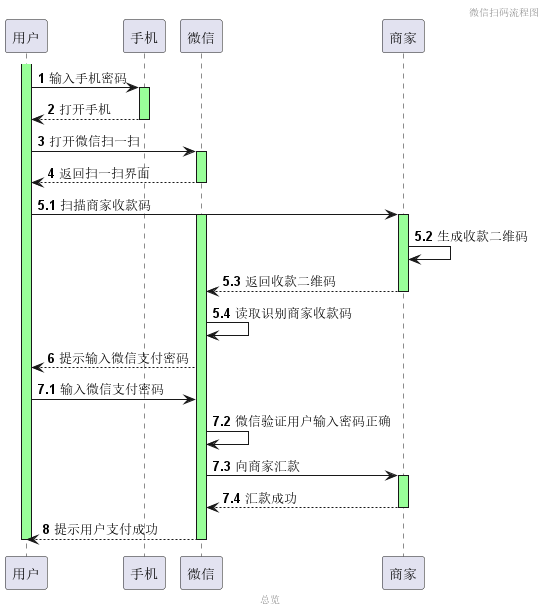 微信扫码流程图
用户 手机 微信 商家
1 输入手机密码
2 打开手机
3 打开微信扫一扫
4 返回扫一扫界面
5.1 扫描商家收款码
5.2 生成收款二维码
5.3 返回收款二维码
5.4 读取识别商家收款码
6 提示输入微信支付密码
7.1 输入微信支付密码
7.2 微信验证用户输入密码正确
7.3 向商家汇款
7.4 汇款成功
8 提示用户支付成功
用户 手机 微信 商家
总览